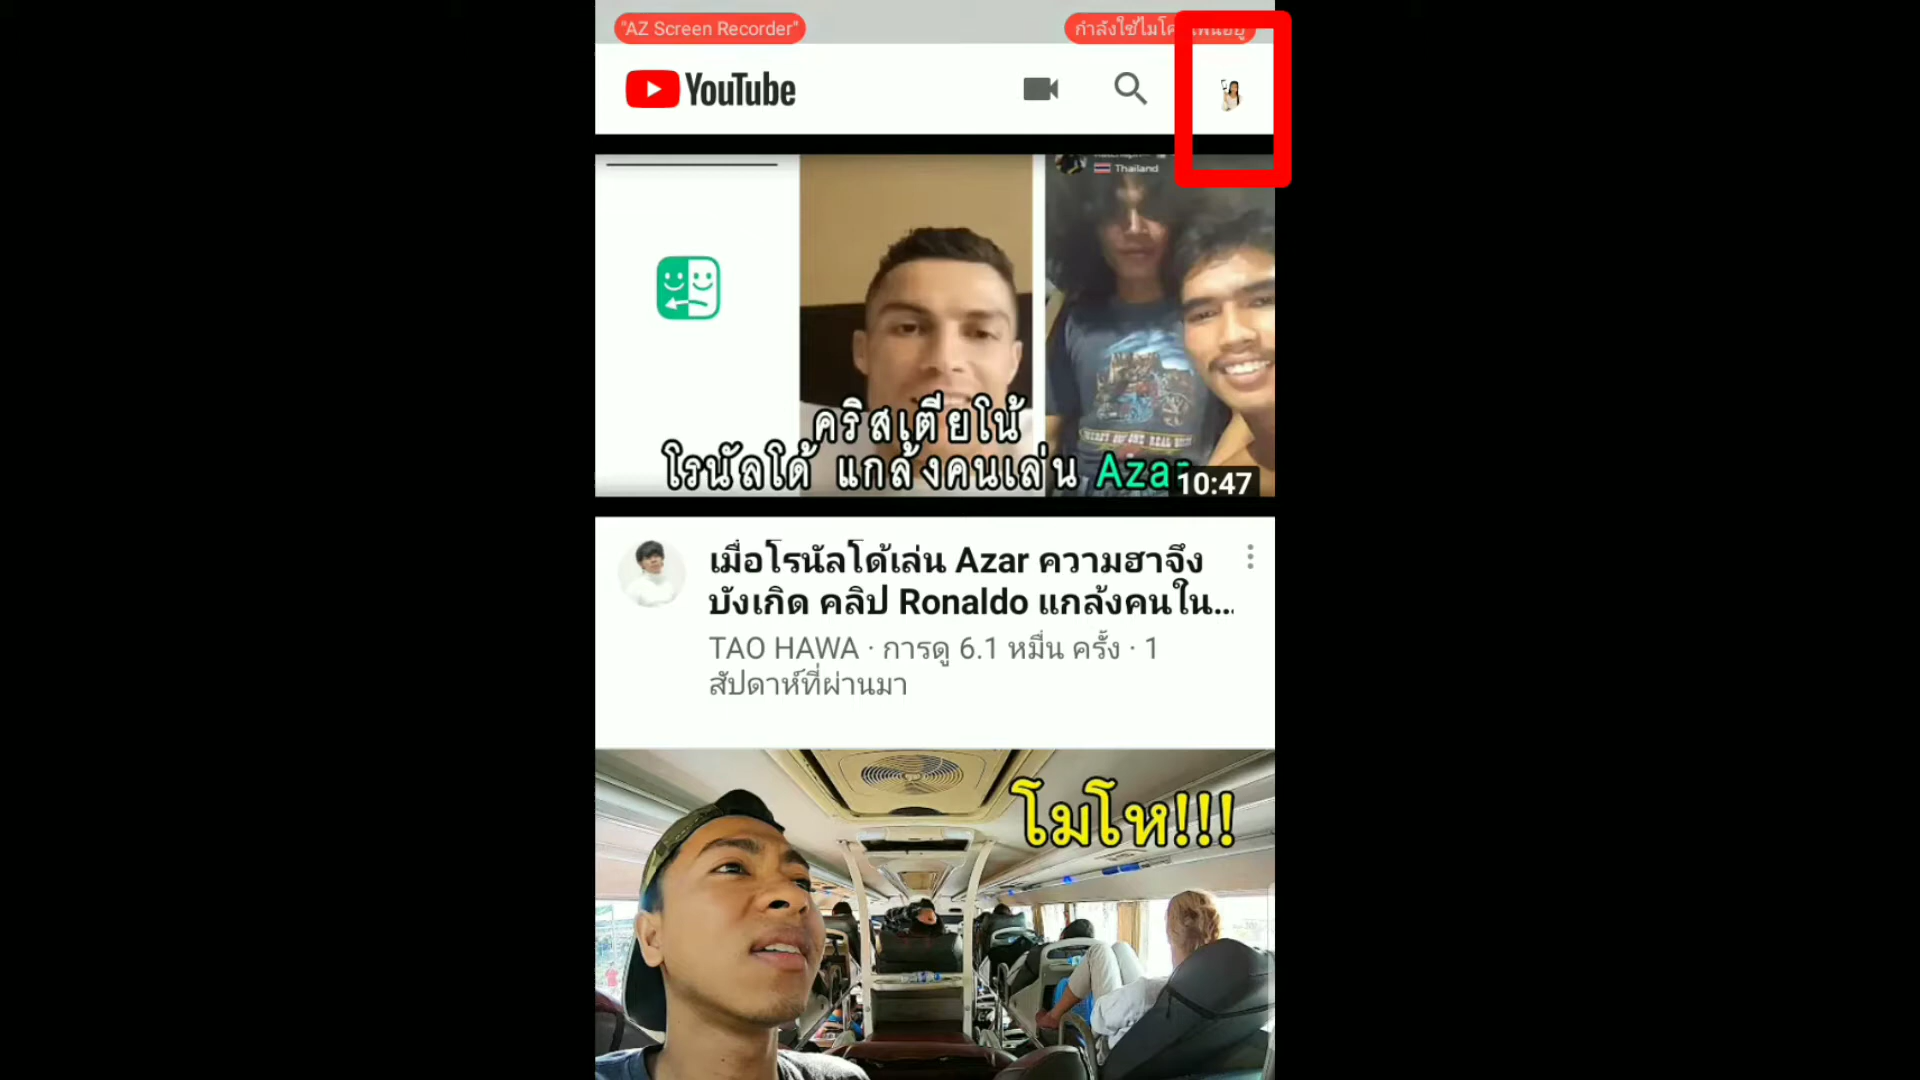 "AZ Screen Recorder"
YouTube
Thailand
คริสเตียโน้
โรนัลโด้ แกล้งคนเล่น
10:47
เมื่อโรนัลโด้เล่น Azar ความฮาจึง
บังเกิด คลิป Ronaldo แกล้งคนใน...
TAO HAWA · การดู 6.1 หมื่น ครั้ง · 1
สัปดาห์ที่ผ่านมา
โมโห!!!